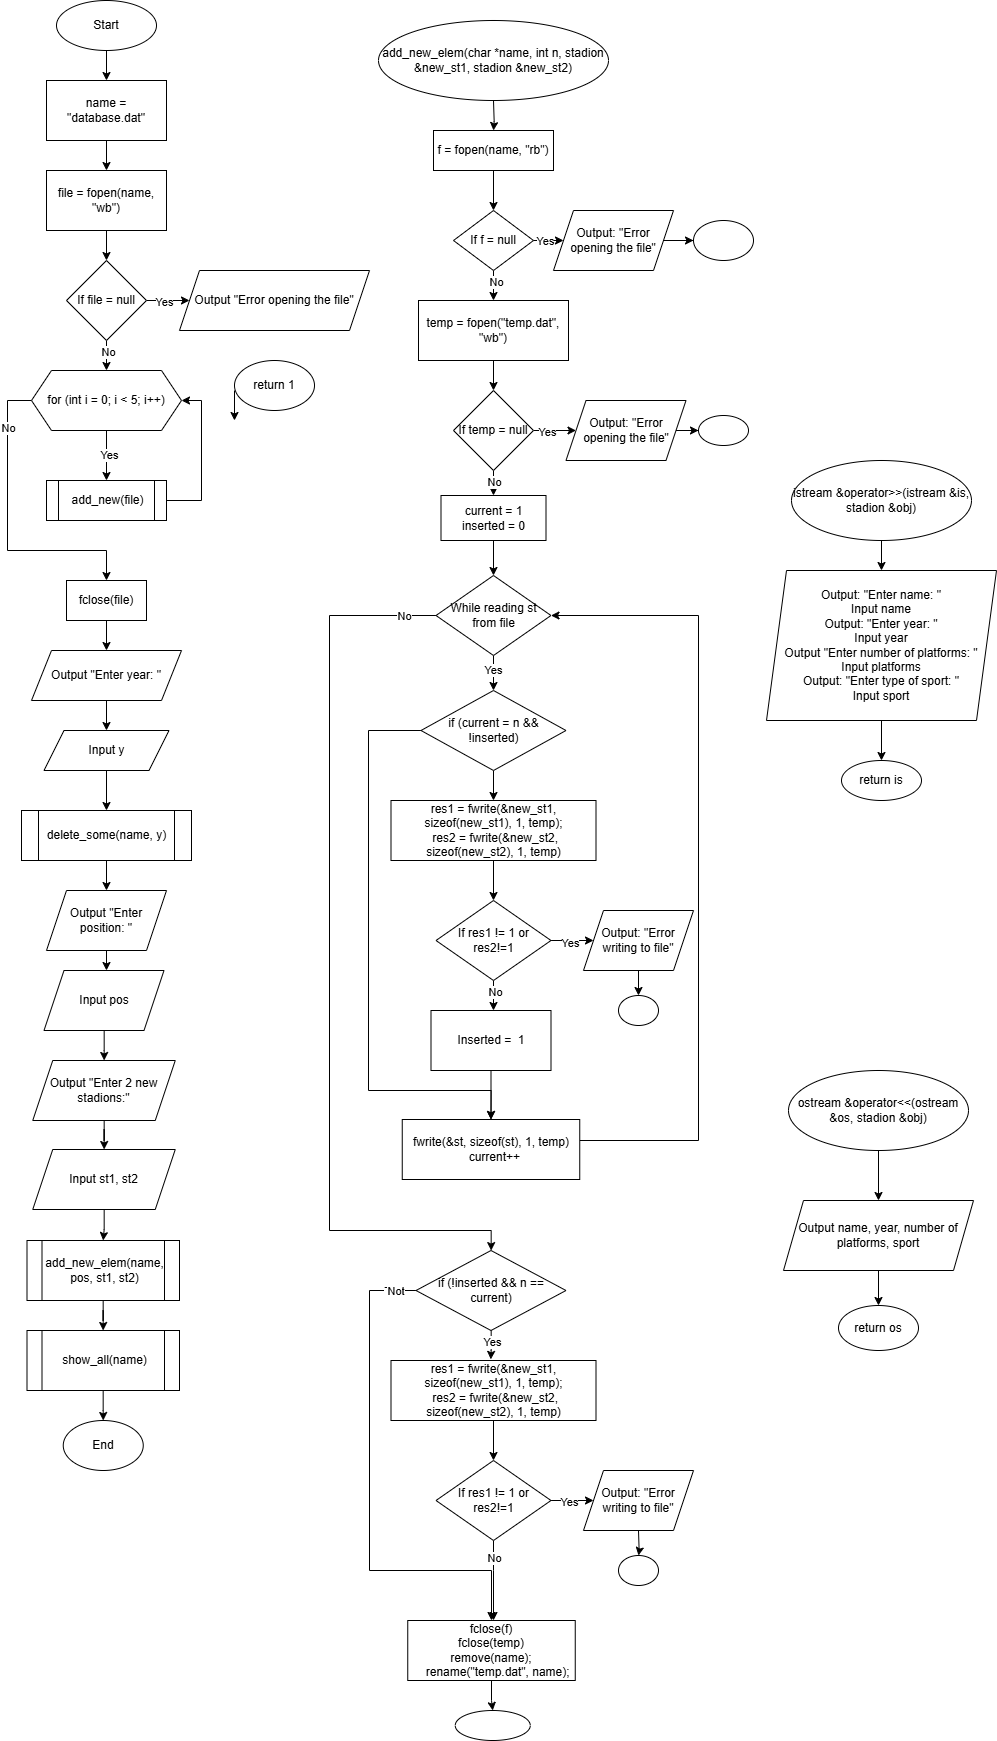 Start
name =
"database.dat"
file = fopen(name,
"wb")
If file = null
Yes
Output "Error opening the file"
No
for (int i = 0; i < 5; i++)
return 1
No
Yes
add_new(file)
fclose(file)
Output "Enter year: "
Input y
delete_some(name, y)
Output "Enter
position: "
Input pos
Output "Enter 2 new
stadions:"
Input st1, st2
add_new_elem(name,
pos, st1, st2)
show_all(name)
End
add_new_elem(char *name, int n, stadion
&new_st1, stadion &new_st2)
f = fopen(name, "rb")
If f = null
Yes
Output: "Error
opening the file"
No
temp = fopen("temp.dat",
"wb")
If temp = null
Yes
Output: "Error
opening the file"
No
current = 1
inserted = 0
While reading st
from file
No
Yes
if (current = n &&
!inserted)
res1 = fwrite(&new_st1,
sizeof(new_st1), 1, temp);
res2 = fwrite(&new_st2,
sizeof(new_st2), 1, temp)
If res1 != 1 or
res2!=1
Yes
Output: "Error
writing to file"
No
Inserted = 1
fwrite(&st, sizeof(st), 1, temp)
current++
if (!inserted && n ==
current)
Not
Yes
res1 = fwrite(&new_st1,
sizeof(new_st1), 1, temp);
res2 = fwrite(&new_st2,
sizeof(new_st2), 1, temp)
If res1 != 1 or
res2!=1
Yes
Output: "Error
writing to file"
No
fclose(f)
fclose(temp)
remove(name);
rename("temp.dat", name);
istream &operator>>(istream &is,
stadion &obj)
Output: "Enter name: "
Input name
Output: "Enter year: "
Input year
Output "Enter number of platforms: "
Input platforms
Output: "Enter type of sport: "
Input sport
return is
ostream &operator<<(ostream
&os, stadion &obj)
Output name, year, number of
platforms, sport
return os